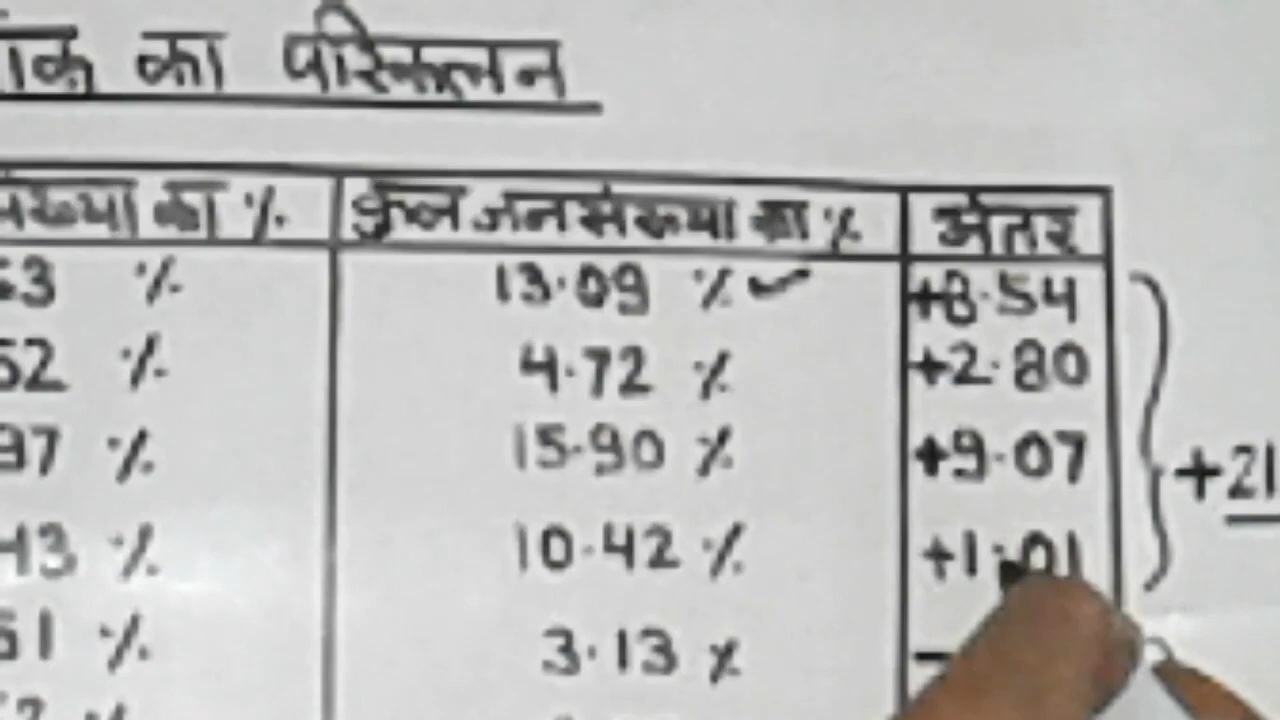 का परिकलन
का % कुल जनसंख्या का % अंतर
63 % 13.09 % +8.54
52 % 4.72 % +2.80
97 % 15.90 % +9.07
+21
43 % 10.42 % +1.01
61 % 3.13 % -